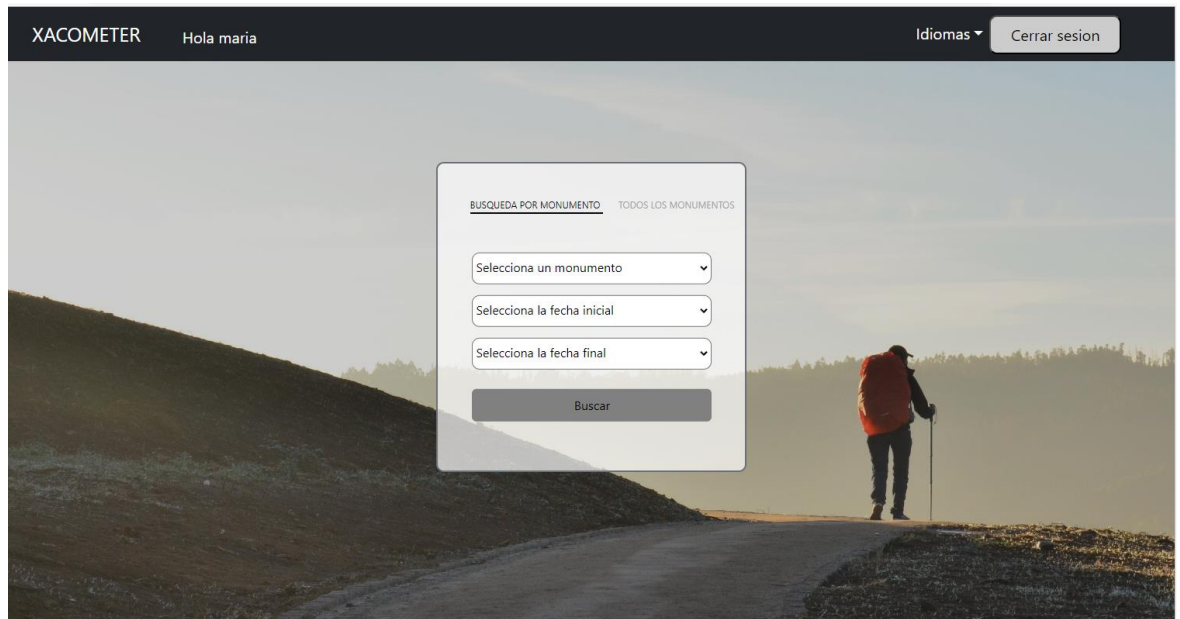 XACOMETER Hola maria Idiomas Cerrar sesion
BUSQUEDA POR MONUMENTO TODOS LOS MONUMENTOS
Selecciona un monumento
Selecciona la fecha inicial
Selecciona la fecha final
Buscar